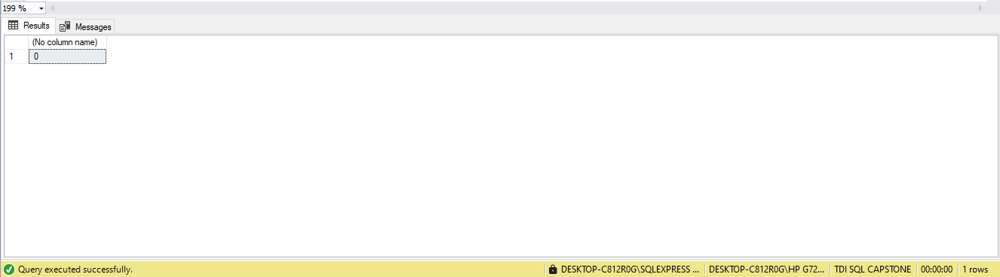 199 %
Results Messages
(No column name)
1 0
Query executed successfully. DESKTOP-C812R0G\SQLEXPRESS ... DESKTOP-C812R0G\HP G72... TDI SQL CAPSTONE 00:00:00 1 rows